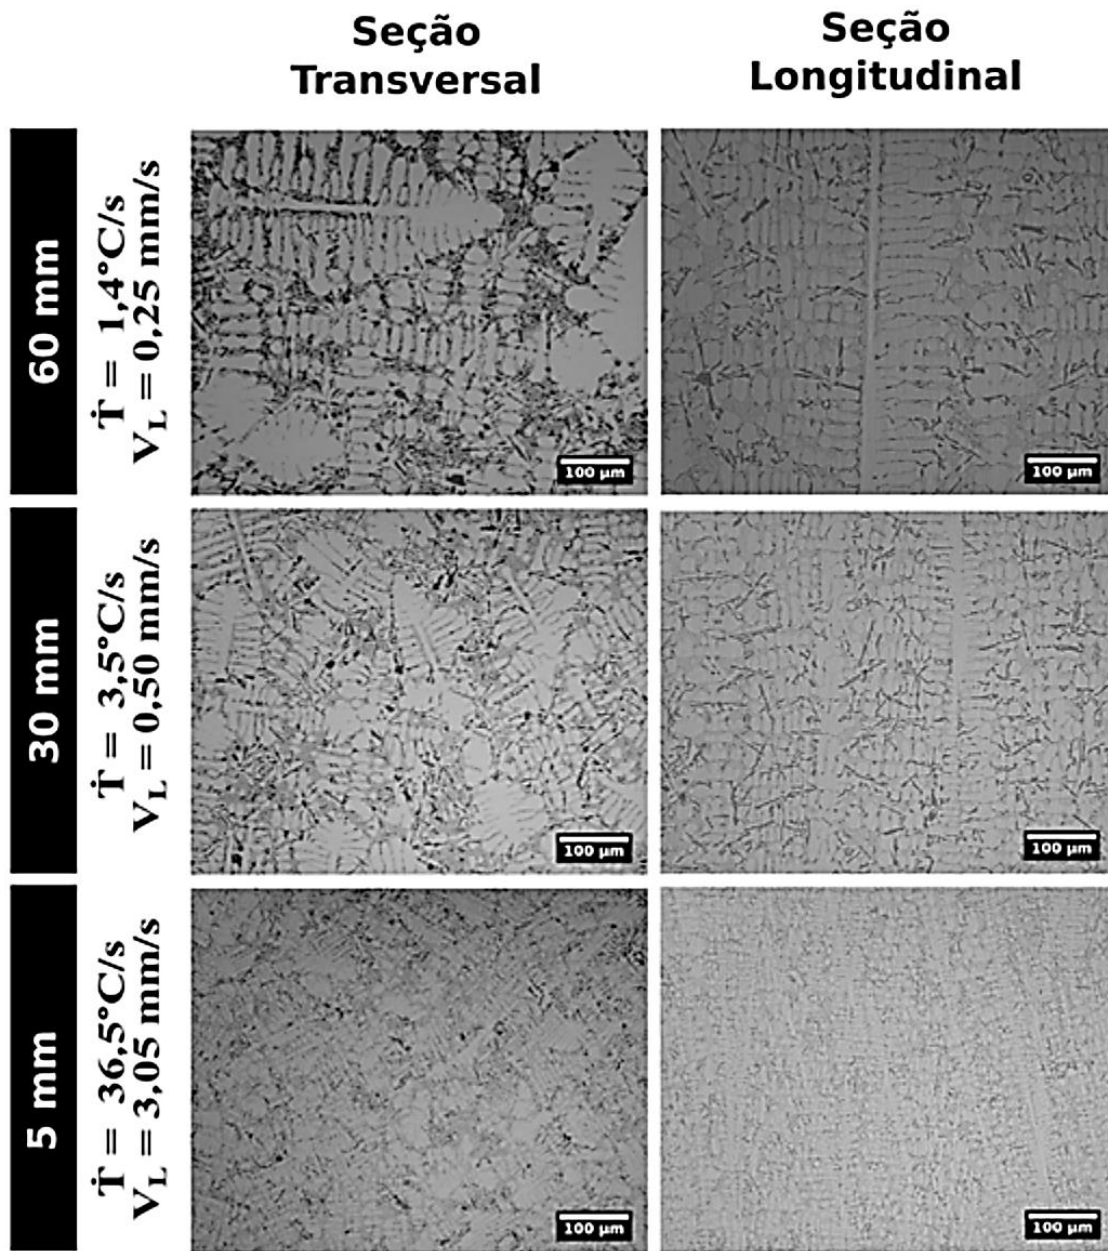 Seção
Transversal
Seção
Longitudinal
60 mm
Ṫ = 1,4°C/s
V_L = 0,25 mm/s
100 µm
100 µm
30 mm
Ṫ = 3,5°C/s
V_L = 0,50 mm/s
100 µm
100 µm
5 mm
Ṫ = 36,5°C/s
V_L = 3,05 mm/s
100 µm
100 µm